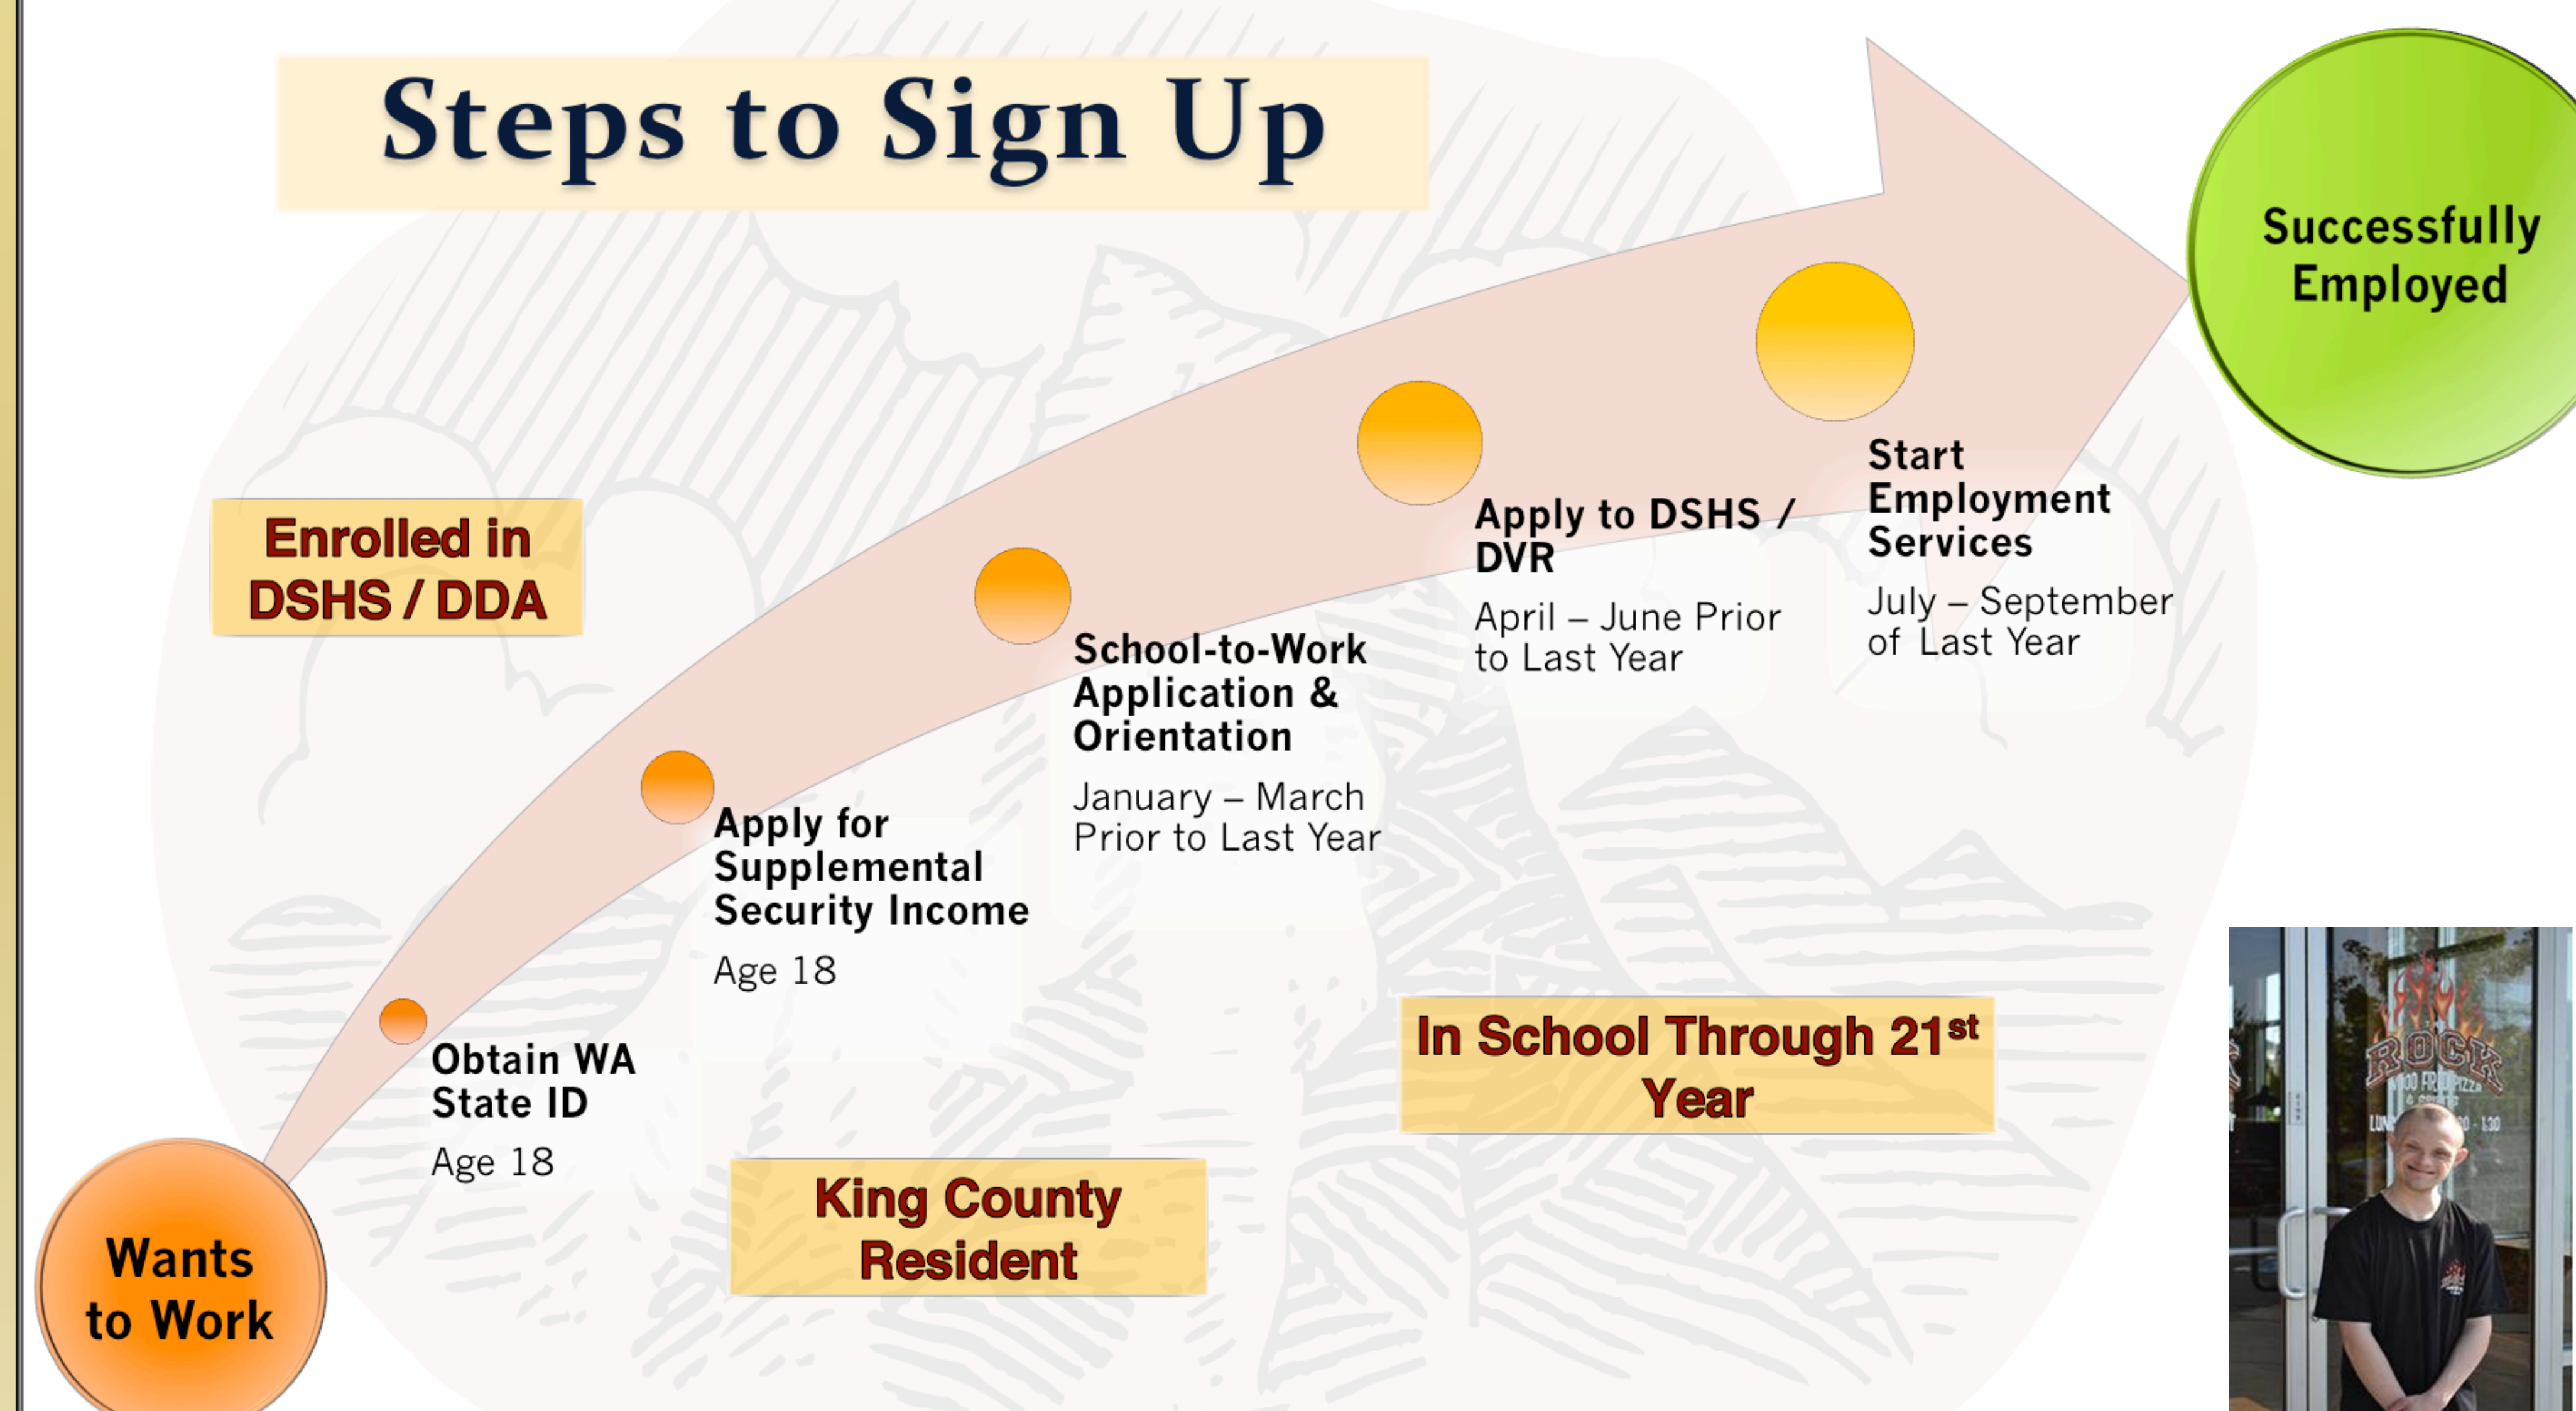 Steps to Sign Up
Successfully
Employed
Start
Employment
Services
July – September
of Last Year
Apply to DSHS /
DVR
April – June Prior
to Last Year
Enrolled in
DSHS / DDA
School-to-Work
Application &
Orientation
January – March
Prior to Last Year
Apply for
Supplemental
Security Income
Age 18
Obtain WA
State ID
Age 18
In School Through 21st
Year
King County
Resident
Wants
to Work
ROCK
WOOD FIRED PIZZA